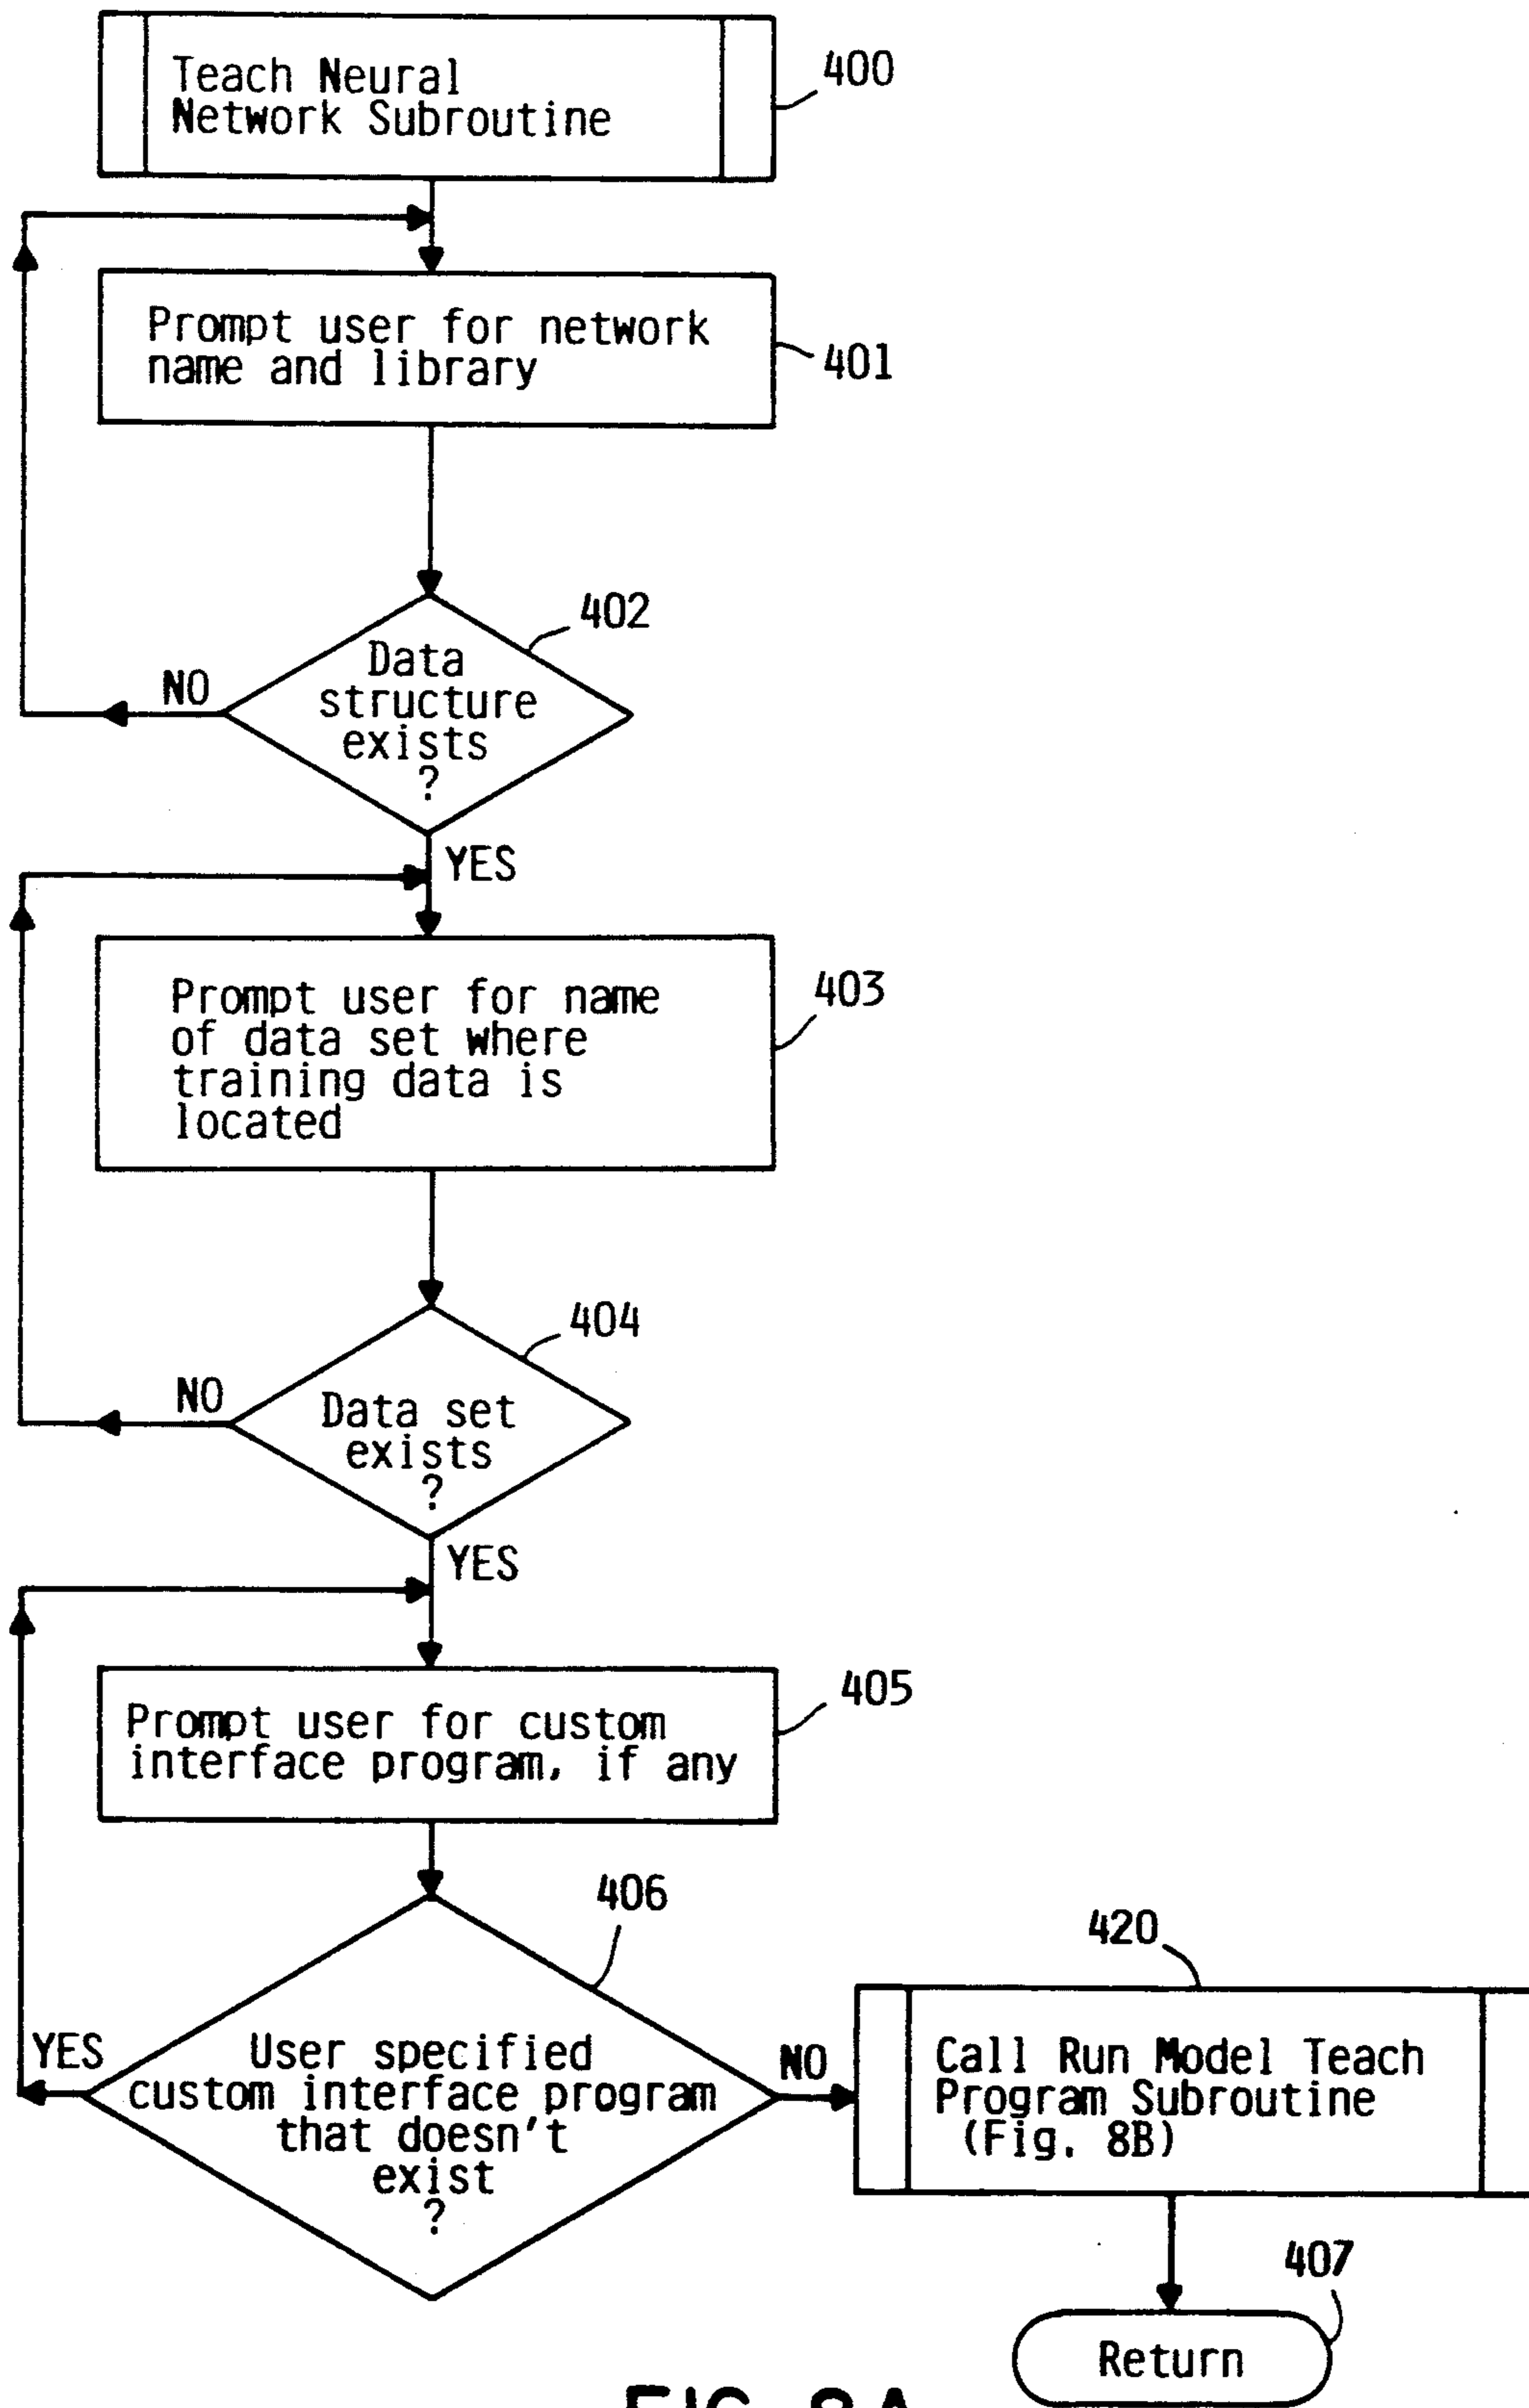 Teach Neural
Network Subroutine
400
Prompt user for network
name and library
401
402
Data
structure
exists
?
NO
YES
Prompt user for name
of data set where
training data is
located
403
404
Data set
exists
?
NO
YES
Prompt user for custom
interface program, if any
405
406
User specified
custom interface program
that doesn't
exist
?
YES
NO
420
Call Run Model Teach
Program Subroutine
(Fig. 8B)
407
Return
FIG. 8A